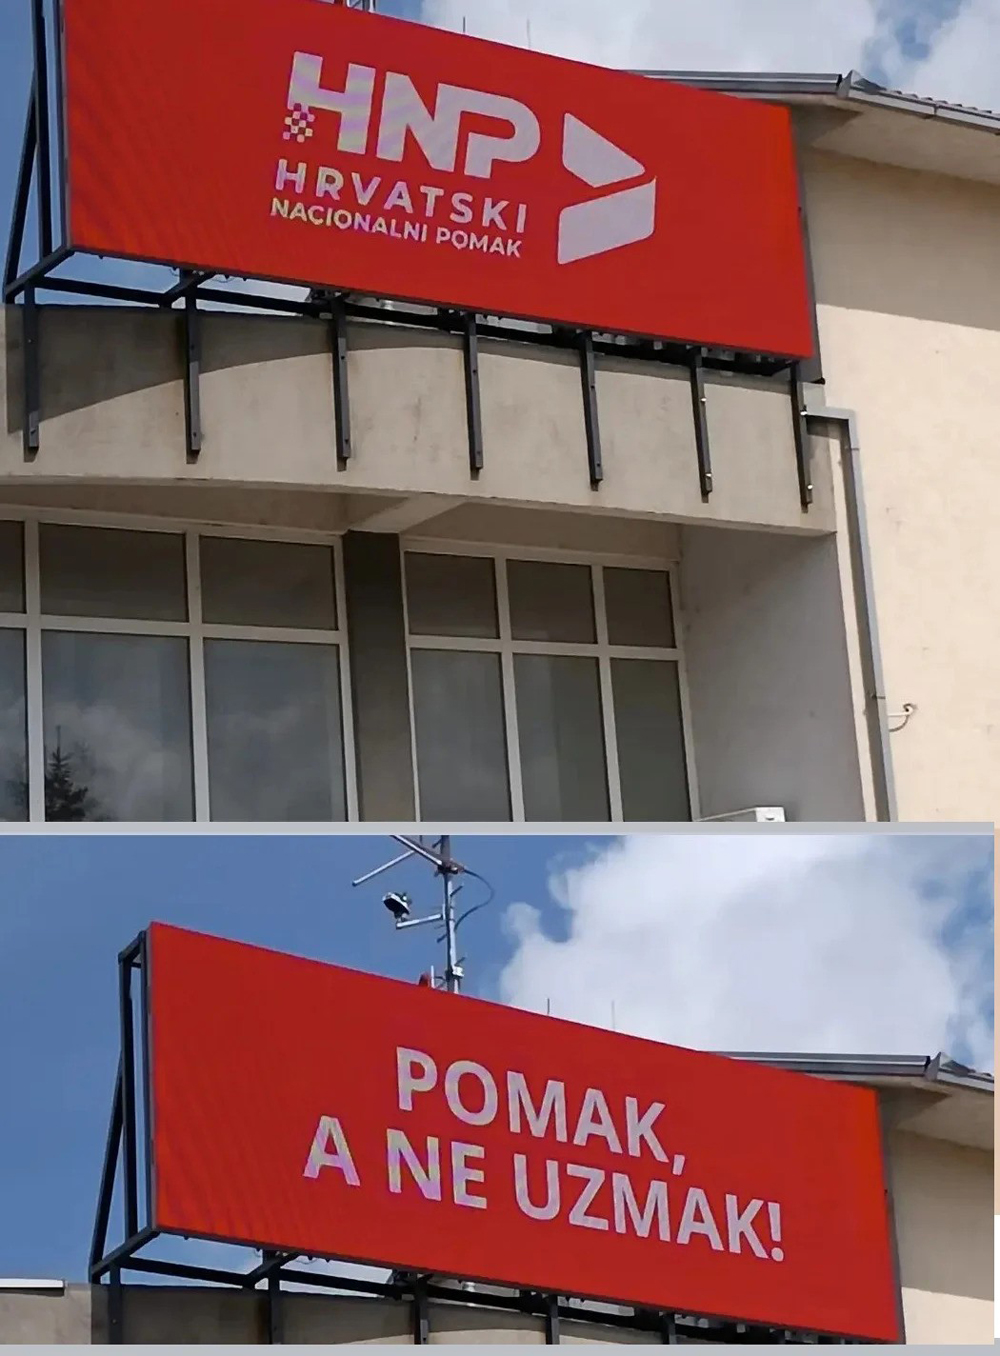 HNP
HRVATSKI
NACIONALNI POMAK
POMAK,
A NE UZMAK!